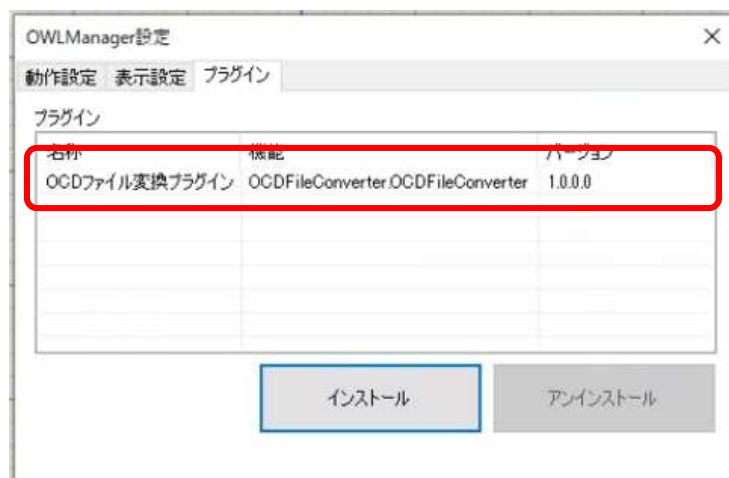 OWLManager設定
動作設定 表示設定 プラグイン
プラグイン
名称 機能 バージョン
OCDファイル変換プラグイン OCDFileConverter.OCDFileConverter 1.0.0.0
インストール アンインストール